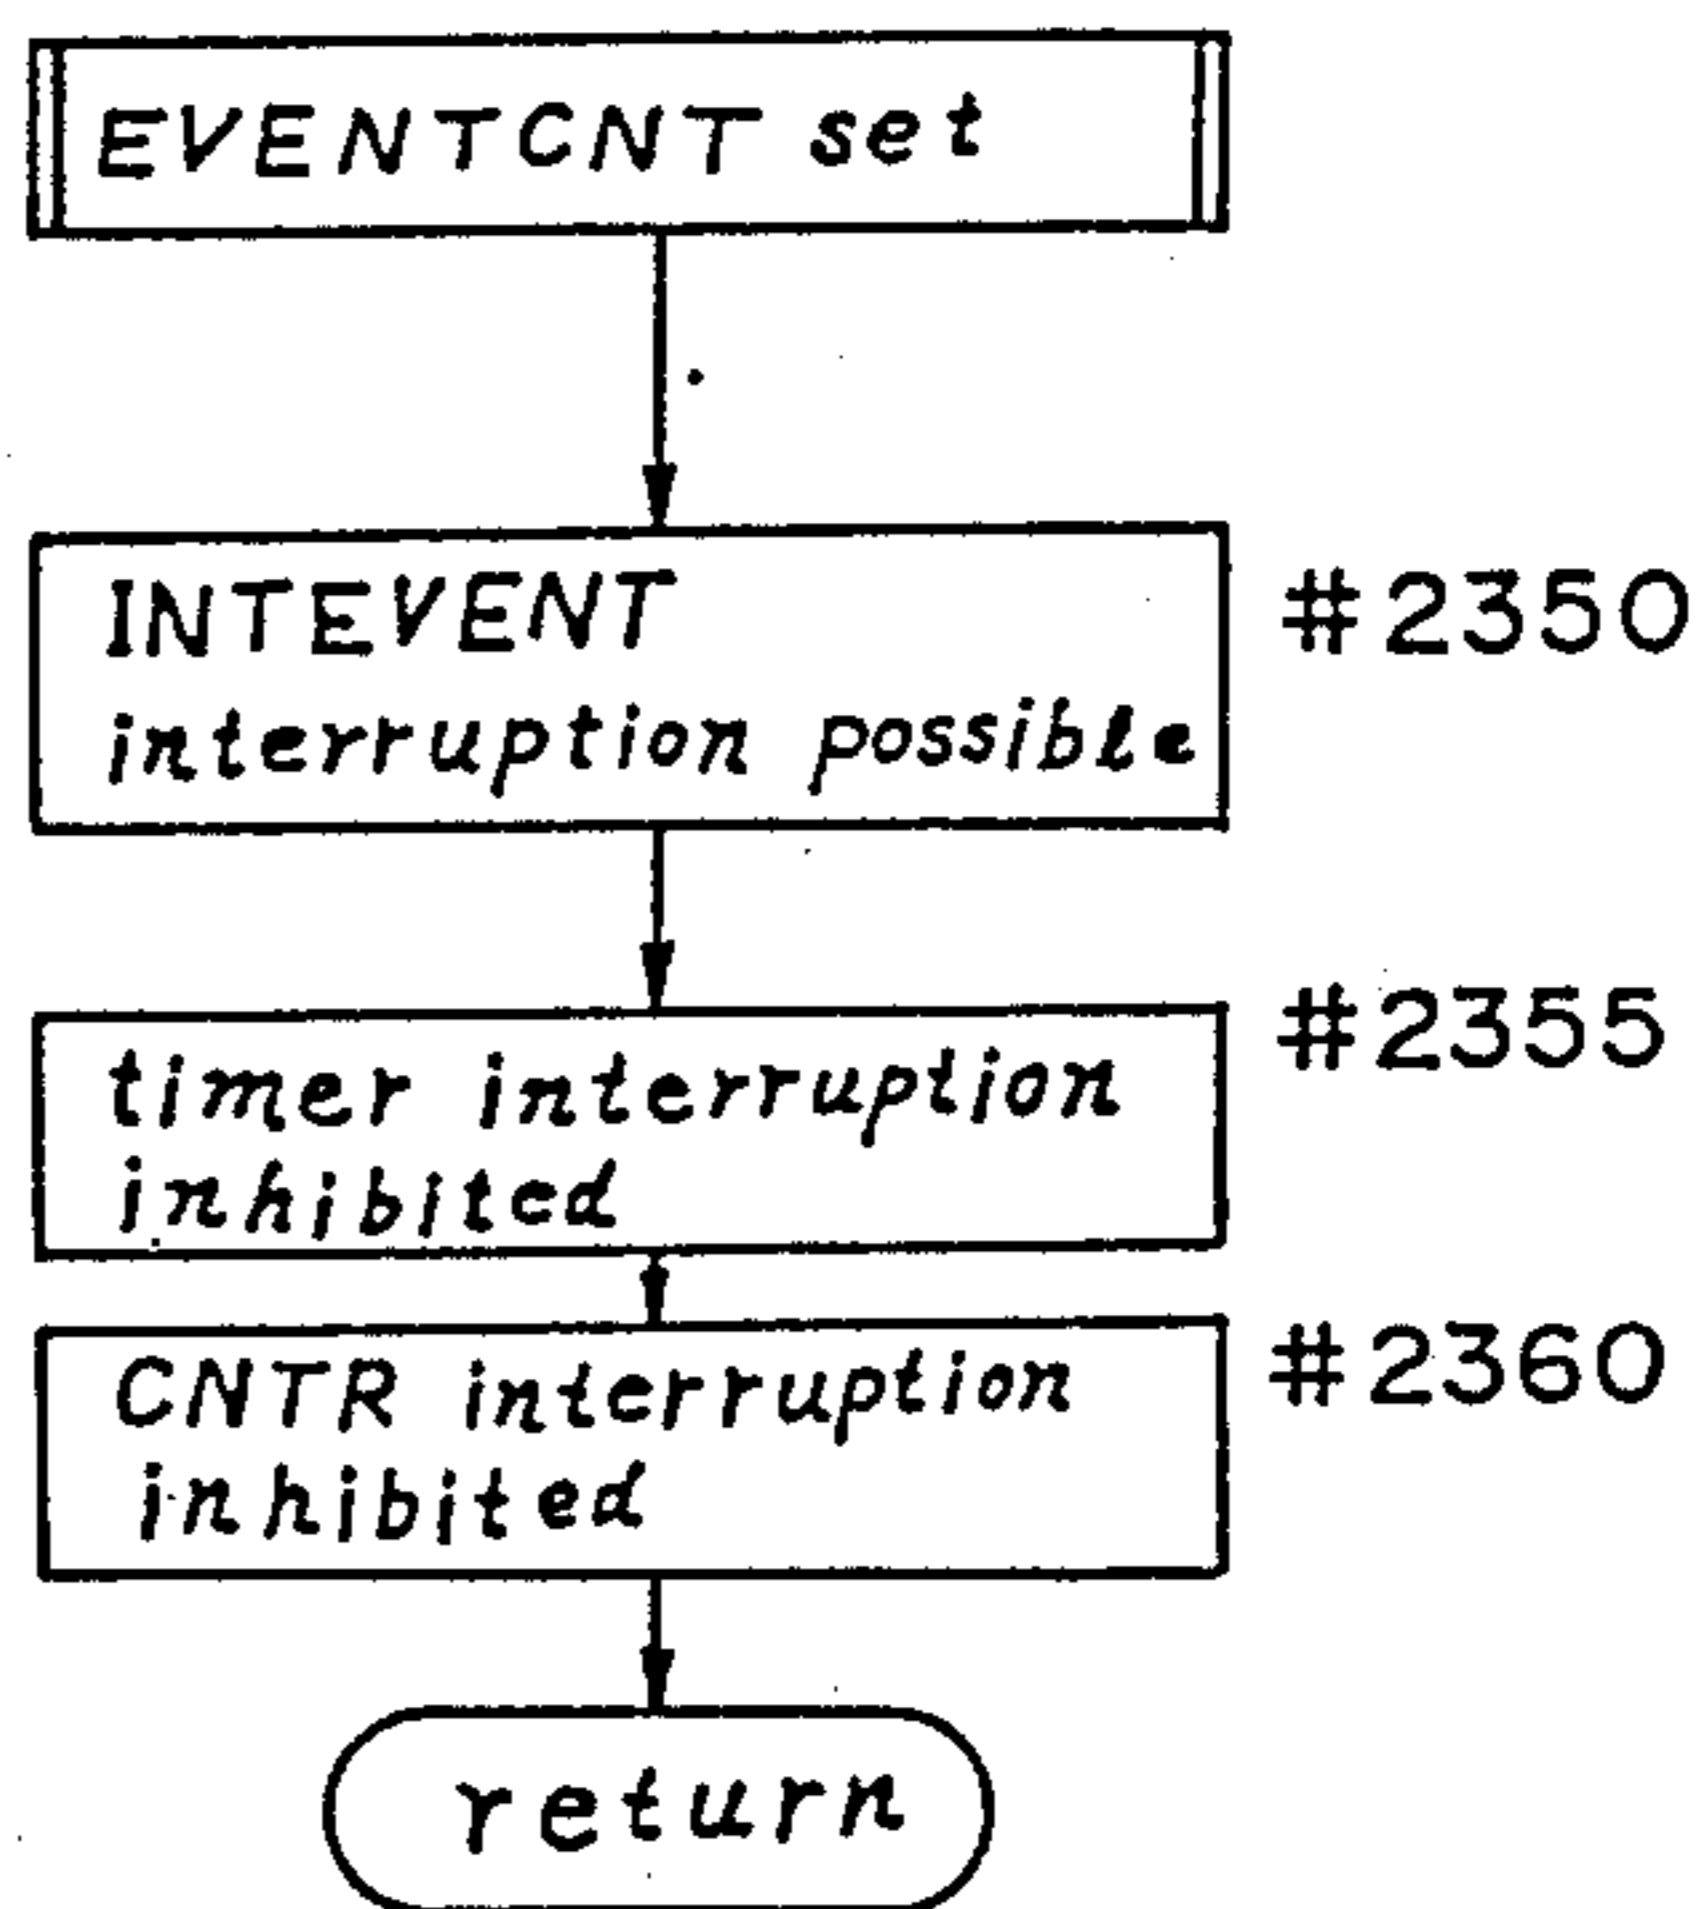 EVENTCNT set
INTEVENT #2350
interruption possible
timer interruption #2355
inhibited
CNTR interruption #2360
inhibited
return